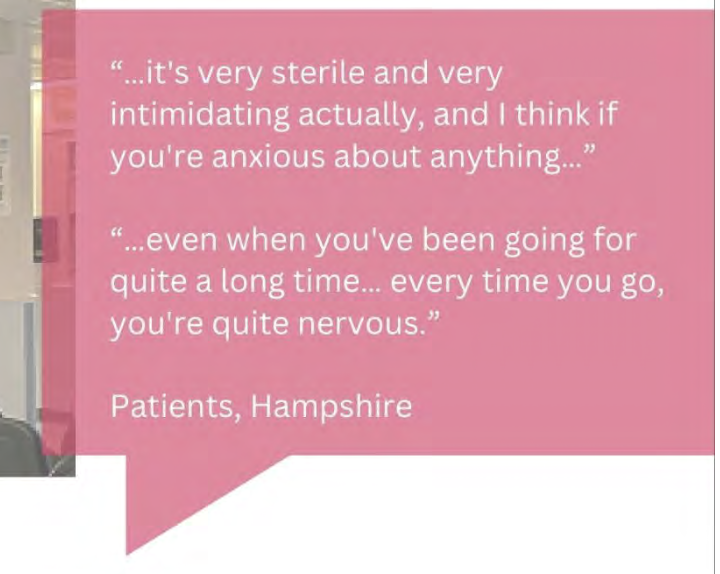 “...it's very sterile and very
intimidating actually, and I think if
you're anxious about anything...”
“...even when you've been going for
quite a long time... every time you go,
you're quite nervous.”
Patients, Hampshire